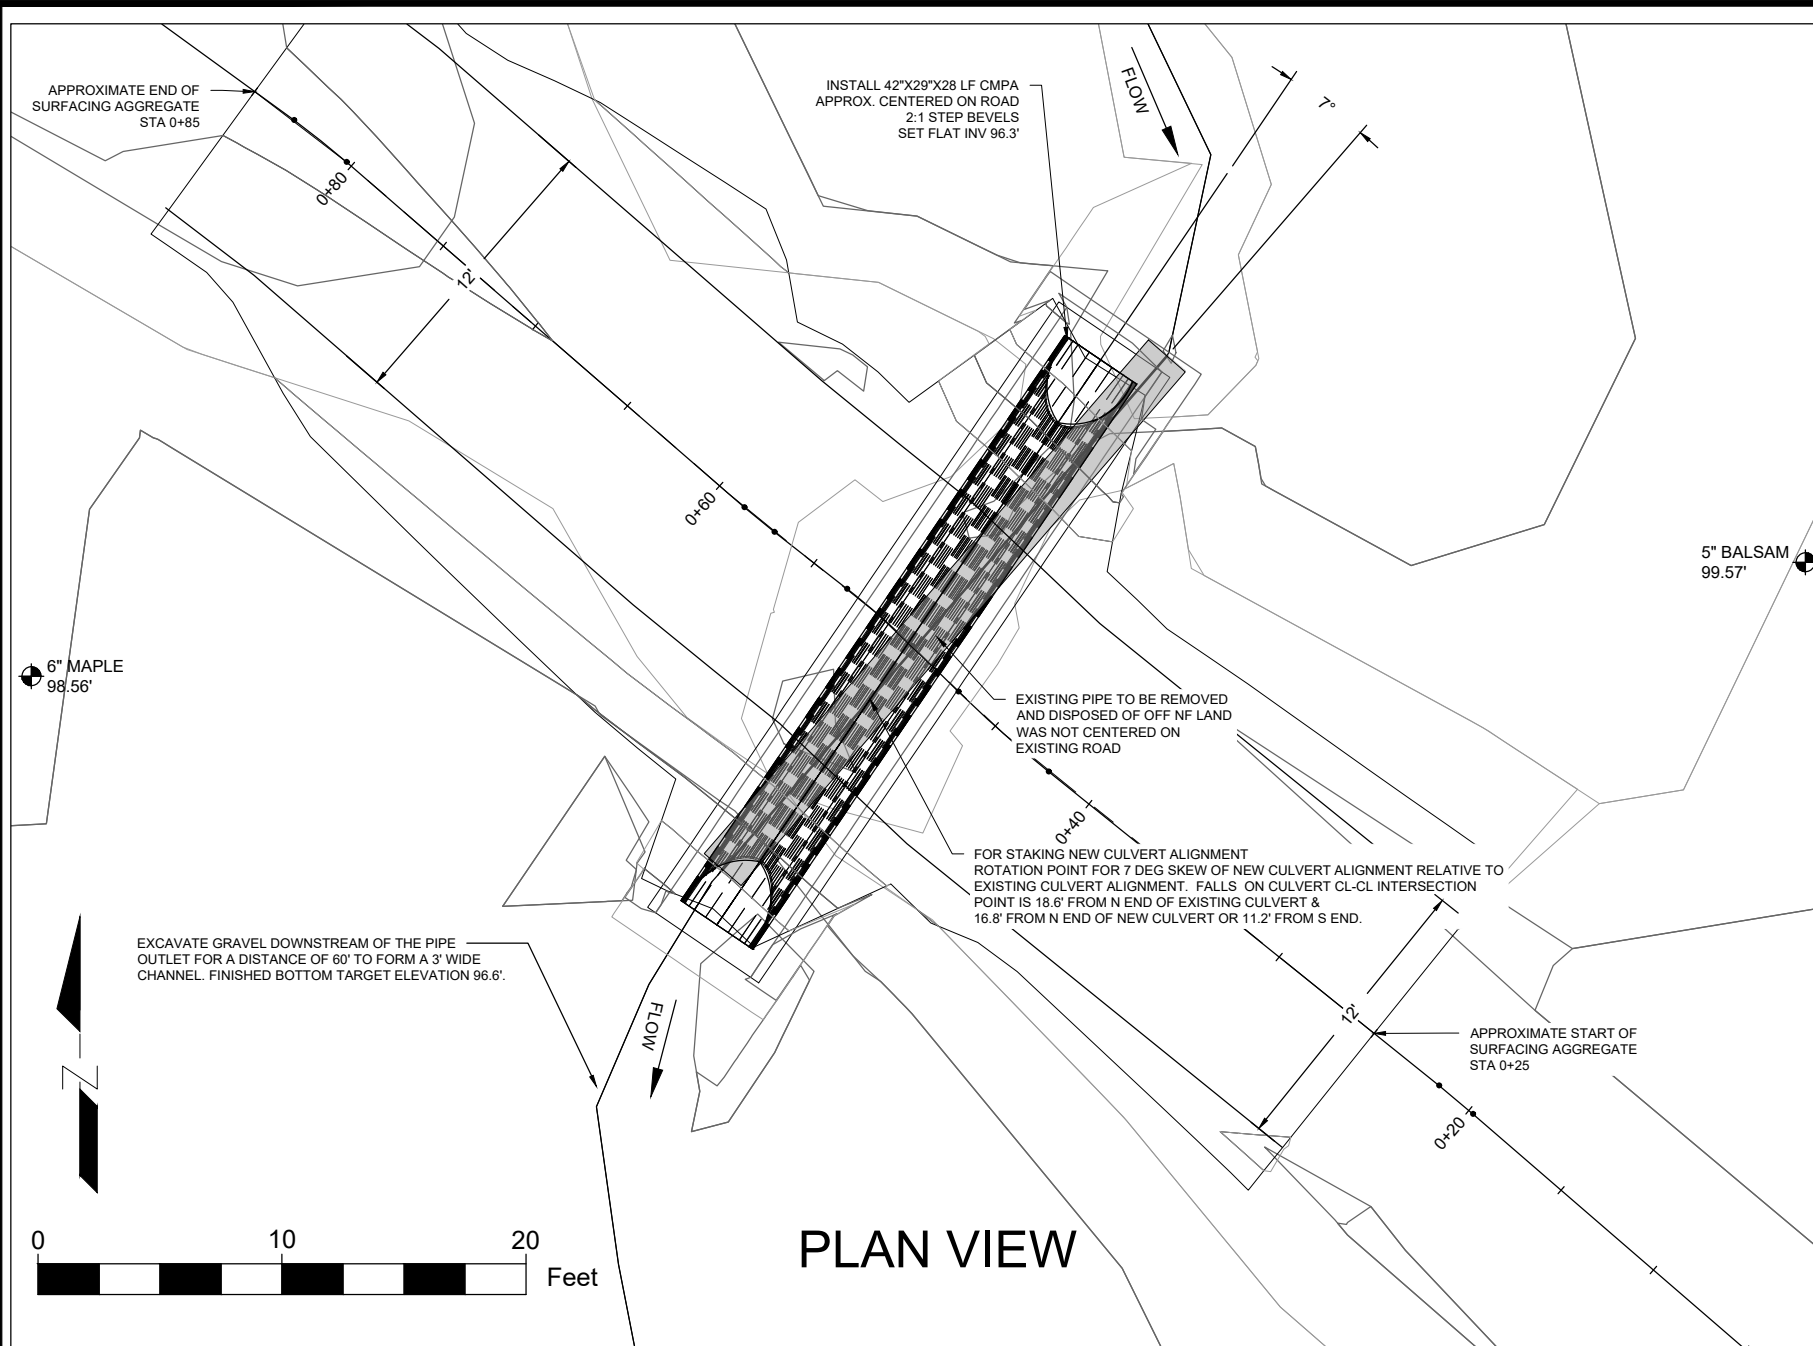 APPROXIMATE END OF
SURFACING AGGREGATE
STA 0+85
INSTALL 42"X29"X28 LF CMPA
APPROX. CENTERED ON ROAD
2:1 STEP BEVELS
SET FLAT INV 96.3'
FLOW
7°
0+80
12'
0+60
5" BALSAM
99.57'
6" MAPLE
98.56'
EXISTING PIPE TO BE REMOVED
AND DISPOSED OF OFF NF LAND
WAS NOT CENTERED ON
EXISTING ROAD
0+40
FOR STAKING NEW CULVERT ALIGNMENT
ROTATION POINT FOR 7 DEG SKEW OF NEW CULVERT ALIGNMENT RELATIVE TO
EXISTING CULVERT ALIGNMENT. FALLS ON CULVERT CL-CL INTERSECTION
POINT IS 18.6' FROM N END OF EXISTING CULVERT &
16.8' FROM N END OF NEW CULVERT OR 11.2' FROM S END.
EXCAVATE GRAVEL DOWNSTREAM OF THE PIPE
OUTLET FOR A DISTANCE OF 60' TO FORM A 3' WIDE
CHANNEL. FINISHED BOTTOM TARGET ELEVATION 96.6'.
FLOW
12'
APPROXIMATE START OF
SURFACING AGGREGATE
STA 0+25
0+20
N
0 10 20
Feet
PLAN VIEW